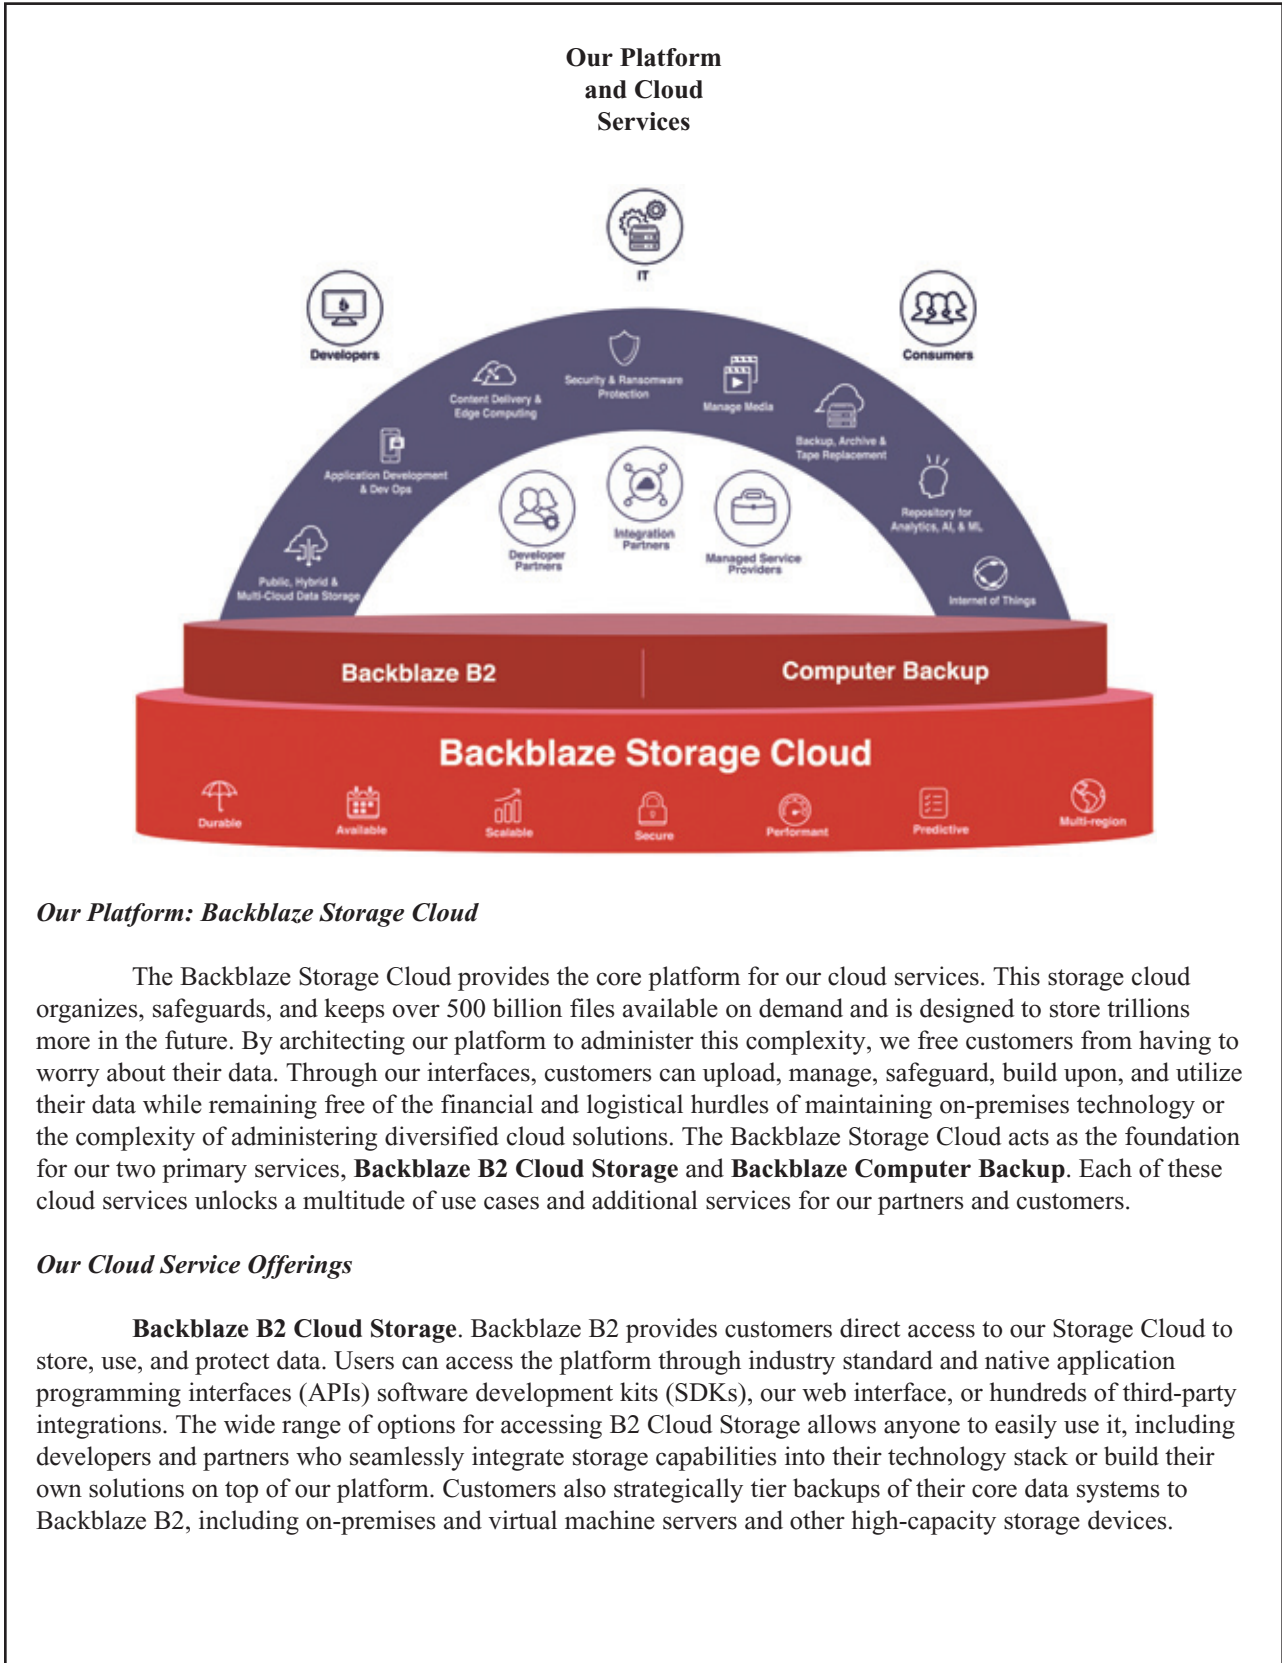 Our Platform
and Cloud
Services
IT
Developers
Consumers
Security & Ransomware
Protection
Content Delivery &
Edge Computing
Manage Media
Application Development
& Dev Ops
Backup, Archive &
Tape Replacement
Public, Hybrid &
Multi-Cloud Data Storage
Repository for
Analytics, AI, & ML
Internet of Things
Developer
Partners
Integration
Partners
Managed Service
Providers
Backblaze B2
Computer Backup
Backblaze Storage Cloud
Durable
Available
Scalable
Secure
Performant
Predictive
Multi-region
Our Platform: Backblaze Storage Cloud
The Backblaze Storage Cloud provides the core platform for our cloud services. This storage cloud
organizes, safeguards, and keeps over 500 billion files available on demand and is designed to store trillions
more in the future. By architecting our platform to administer this complexity, we free customers from having to
worry about their data. Through our interfaces, customers can upload, manage, safeguard, build upon, and utilize
their data while remaining free of the financial and logistical hurdles of maintaining on-premises technology or
the complexity of administering diversified cloud solutions. The Backblaze Storage Cloud acts as the foundation
for our two primary services, Backblaze B2 Cloud Storage and Backblaze Computer Backup. Each of these
cloud services unlocks a multitude of use cases and additional services for our partners and customers.
Our Cloud Service Offerings
Backblaze B2 Cloud Storage. Backblaze B2 provides customers direct access to our Storage Cloud to
store, use, and protect data. Users can access the platform through industry standard and native application
programming interfaces (APIs) software development kits (SDKs), our web interface, or hundreds of third-party
integrations. The wide range of options for accessing B2 Cloud Storage allows anyone to easily use it, including
developers and partners who seamlessly integrate storage capabilities into their technology stack or build their
own solutions on top of our platform. Customers also strategically tier backups of their core data systems to
Backblaze B2, including on-premises and virtual machine servers and other high-capacity storage devices.